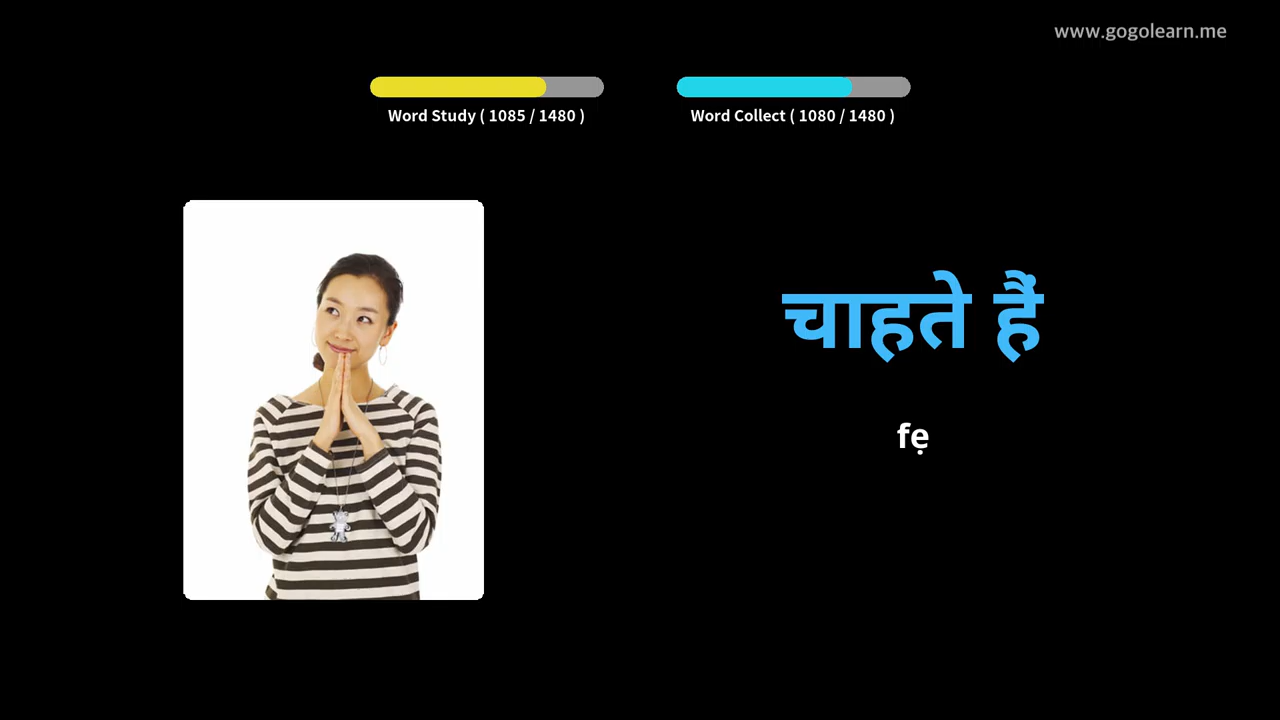 www.gogolearn.me
Word Study ( 1085 / 1480 )
Word Collect ( 1080 / 1480 )
चाहते हैं
fẹ